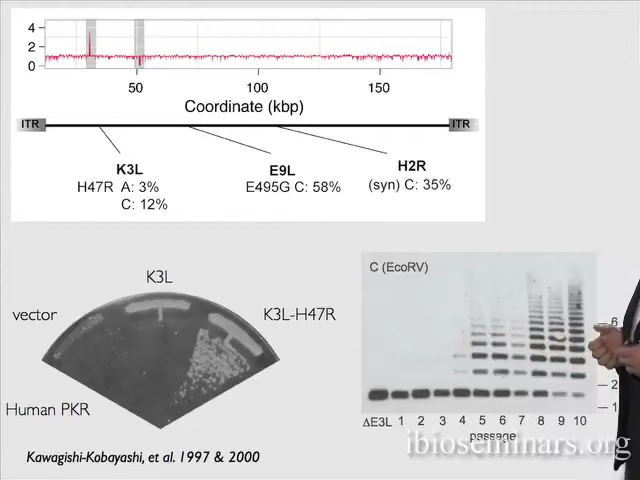 4
2
0
50
100
150
Coordinate (kbp)
ITR
ITR
K3L
H47R A: 3%
C: 12%
E9L
E495G C: 58%
H2R
(syn) C: 35%
K3L
vector
K3L-H47R
Human PKR
Kawagishi-Kobayashi, et al. 1997 & 2000
C (EcoRV)
6
2
1
ΔE3L 1 2 3 4 5 6 7 8 9 10
passage
ibioseminars.org